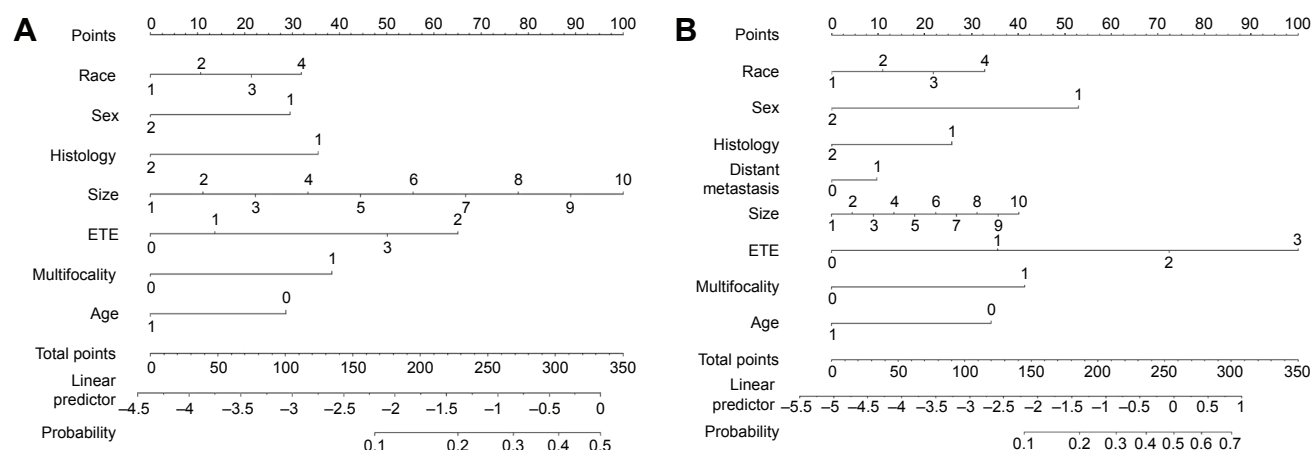 A
0 10 20 30 40 50 60 70 80 90 100
Points
2 4
Race
1 3
1
Sex
2
1
Histology
2
2 4 6 8 10
Size
1 3 5 7 9
1 2
ETE
0 3
1
Multifocality
0
0
Age
1
Total points
0 50 100 150 200 250 300 350
Linear
predictor
–4.5 –4 –3.5 –3 –2.5 –2 –1.5 –1 –0.5 0
Probability
0.1 0.2 0.3 0.4 0.5
B
0 10 20 30 40 50 60 70 80 90 100
Points
2 4
Race
1 3
1
Sex
2
1
Histology
2
Distant
metastasis
1
0
2 4 6 8 10
Size
1 3 5 7 9
1 3
ETE
0 2
1
Multifocality
0
0
Age
1
Total points
0 50 100 150 200 250 300 350
Linear
predictor
–5.5 –5 –4.5 –4 –3.5 –3 –2.5 –2 –1.5 –1 –0.5 0 0.5 1
Probability
0.1 0.2 0.3 0.4 0.5 0.6 0.7